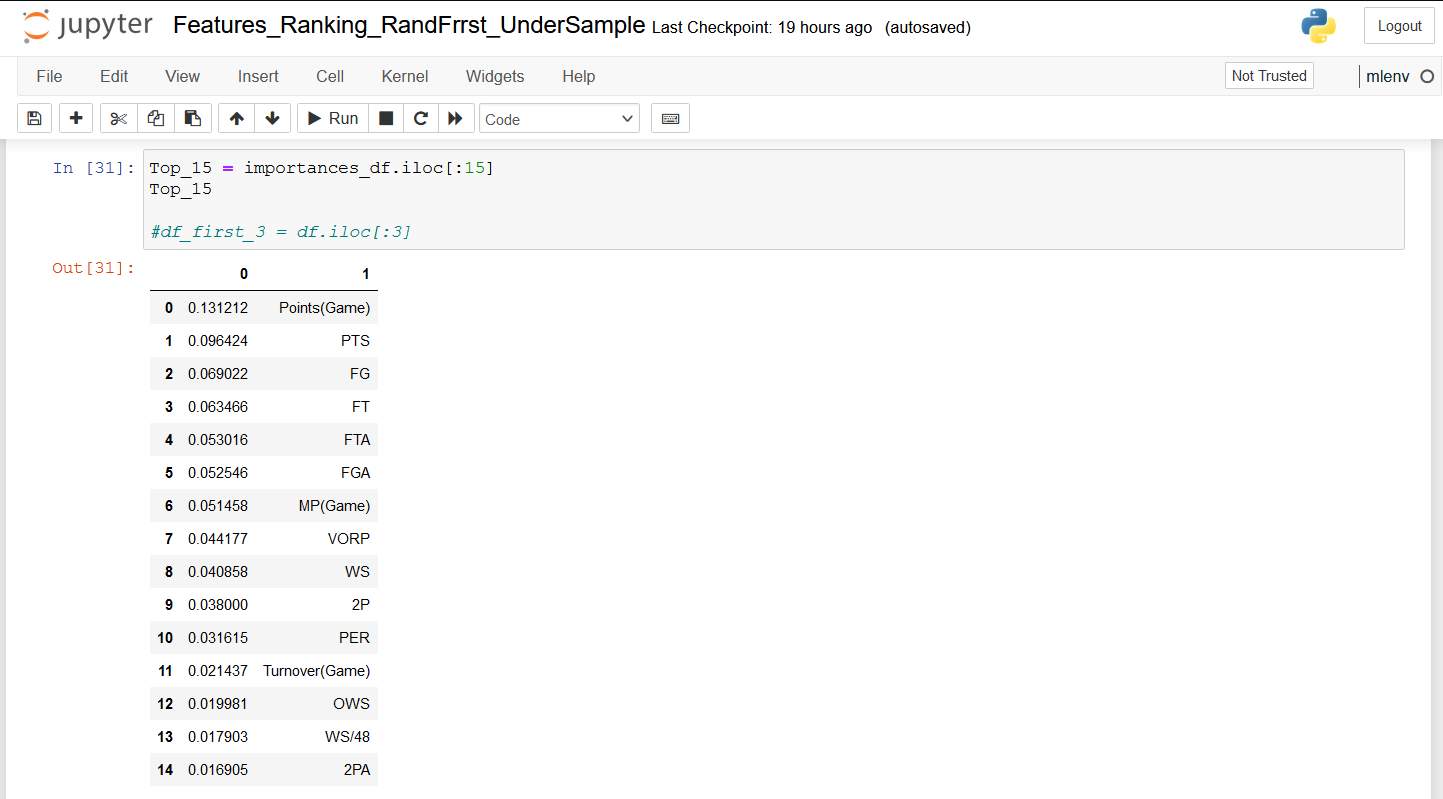 jupyter Features_Ranking_RandFrrst_UnderSample Last Checkpoint: 19 hours ago (autosaved) Logout
File Edit View Insert Cell Kernel Widgets Help Not Trusted mlenv
Run Code
In [31]: Top_15 = importances_df.iloc[:15]
Top_15
#df_first_3 = df.iloc[:3]
Out[31]:
0 1
0 0.131212 Points(Game)
1 0.096424 PTS
2 0.069022 FG
3 0.063466 FT
4 0.053016 FTA
5 0.052546 FGA
6 0.051458 MP(Game)
7 0.044177 VORP
8 0.040858 WS
9 0.038000 2P
10 0.031615 PER
11 0.021437 Turnover(Game)
12 0.019981 OWS
13 0.017903 WS/48
14 0.016905 2PA